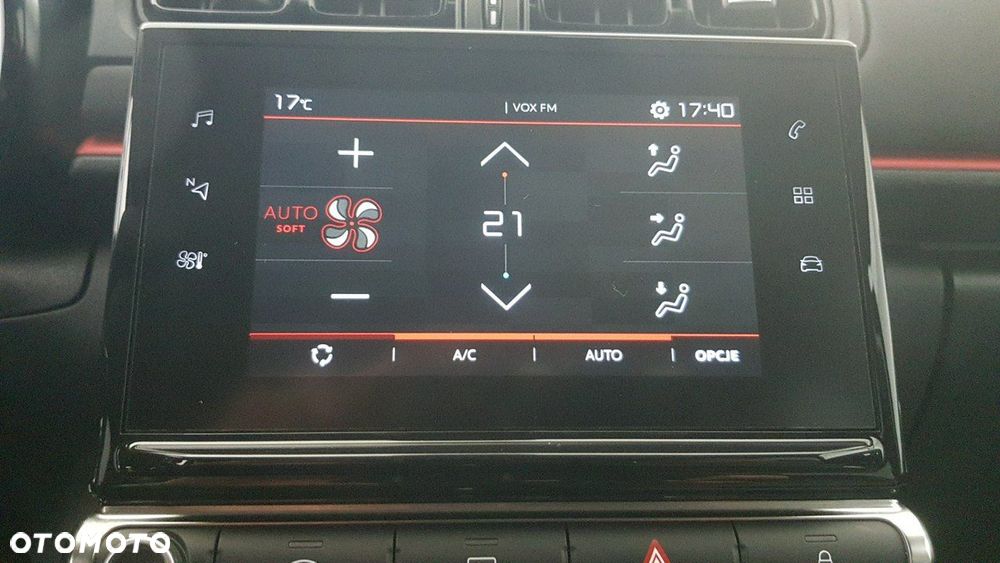 17°C
VOX FM
17:40
N
AUTO
SOFT
21
A/C
AUTO
OPCJE
OTOMOTO